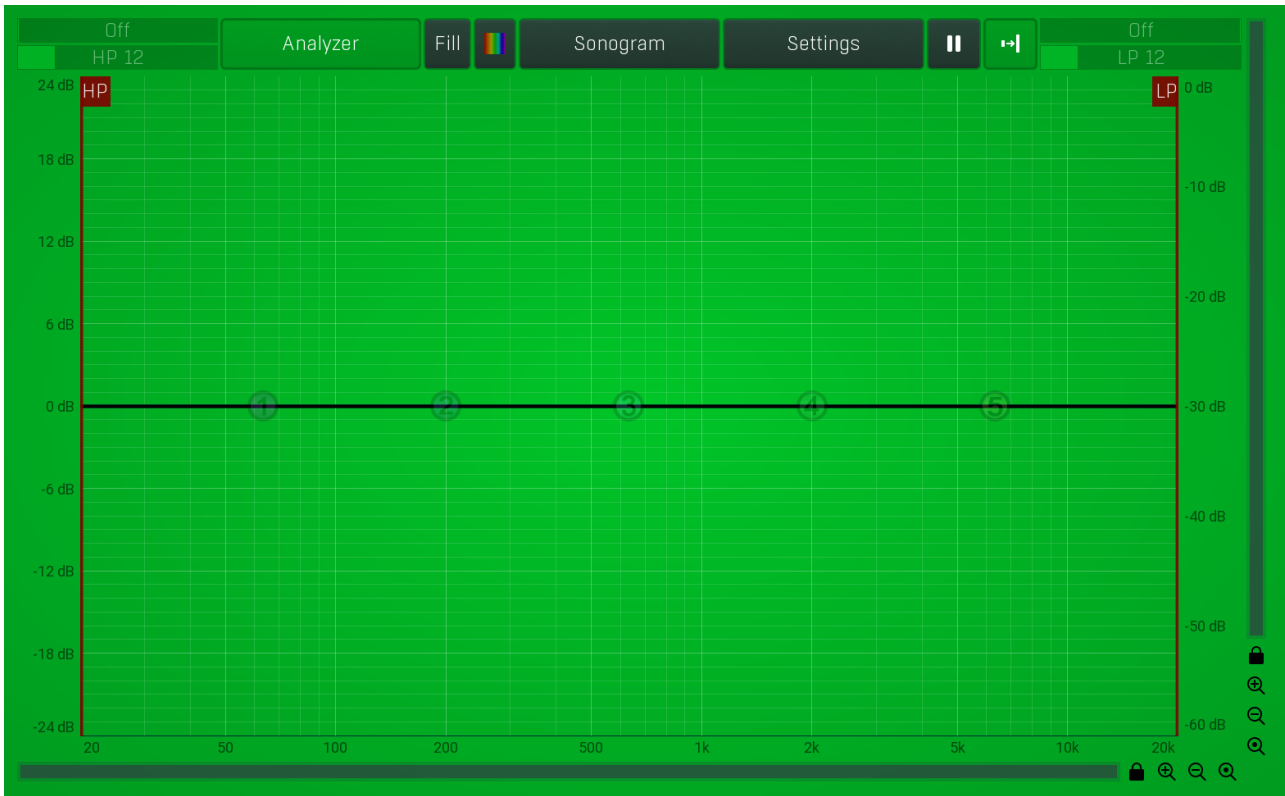 Off
HP 12
Analyzer
Fill
Sonogram
Settings
Off
LP 12
24 dB
HP
LP
0 dB
18 dB
-10 dB
12 dB
-20 dB
6 dB
0 dB
1
2
3
4
5
-30 dB
-6 dB
-40 dB
-12 dB
-18 dB
-50 dB
-24 dB
-60 dB
20 50 100 200 500 1k 2k 5k 10k 20k